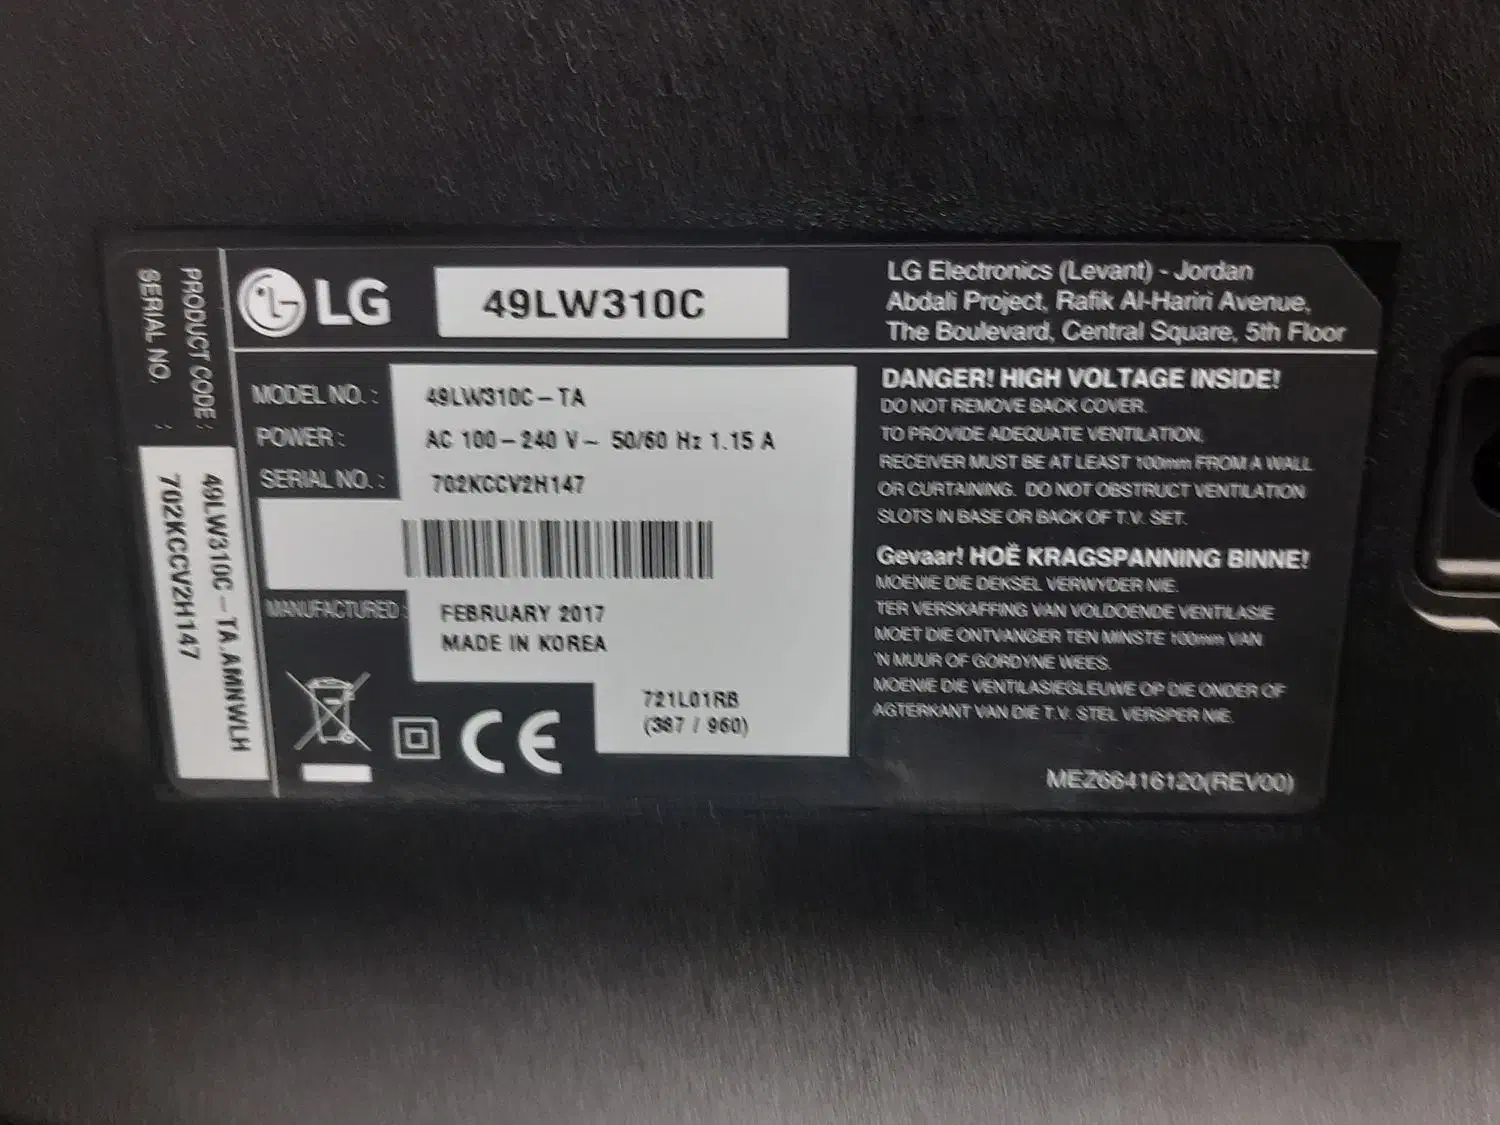 PRODUCT CODE :
SERIAL NO. :
49LW310C-TA.AMNWLH
702KCCV2H147
LG
49LW310C
LG Electronics (Levant) - Jordan
Abdali Project, Rafik Al-Hariri Avenue,
The Boulevard, Central Square, 5th Floor
MODEL NO. : 49LW310C-TA
POWER : AC 100-240 V~ 50/60 Hz 1.15 A
SERIAL NO. : 702KCCV2H147
MANUFACTURED : FEBRUARY 2017
MADE IN KOREA
721L01RB
(387 / 960)
CE
DANGER! HIGH VOLTAGE INSIDE!
DO NOT REMOVE BACK COVER.
TO PROVIDE ADEQUATE VENTILATION,
RECEIVER MUST BE AT LEAST 100mm FROM A WALL
OR CURTAINING. DO NOT OBSTRUCT VENTILATION
SLOTS IN BASE OR BACK OF T.V. SET.
Gevaar! HOË KRAGSPANNING BINNE!
MOENIE DIE DEKSEL VERWYDER NIE.
TER VERSKAFFING VAN VOLDOENDE VENTILASIE
MOET DIE ONTVANGER TEN MINSTE 100mm VAN
'N MUUR OF GORDYNE WEES.
MOENIE DIE VENTILASIEGLEUWE OP DIE ONDER OF
AGTERKANT VAN DIE T.V. STEL VERSPER NIE.
MEZ66416120(REV00)